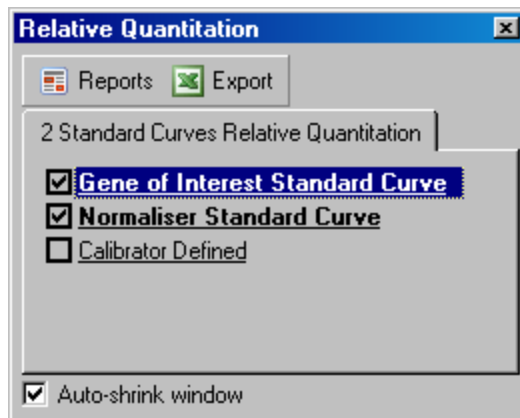 Relative Quantitation
Reports Export
2 Standard Curves Relative Quantitation
Gene of Interest Standard Curve
Normaliser Standard Curve
Calibrator Defined
Auto-shrink window